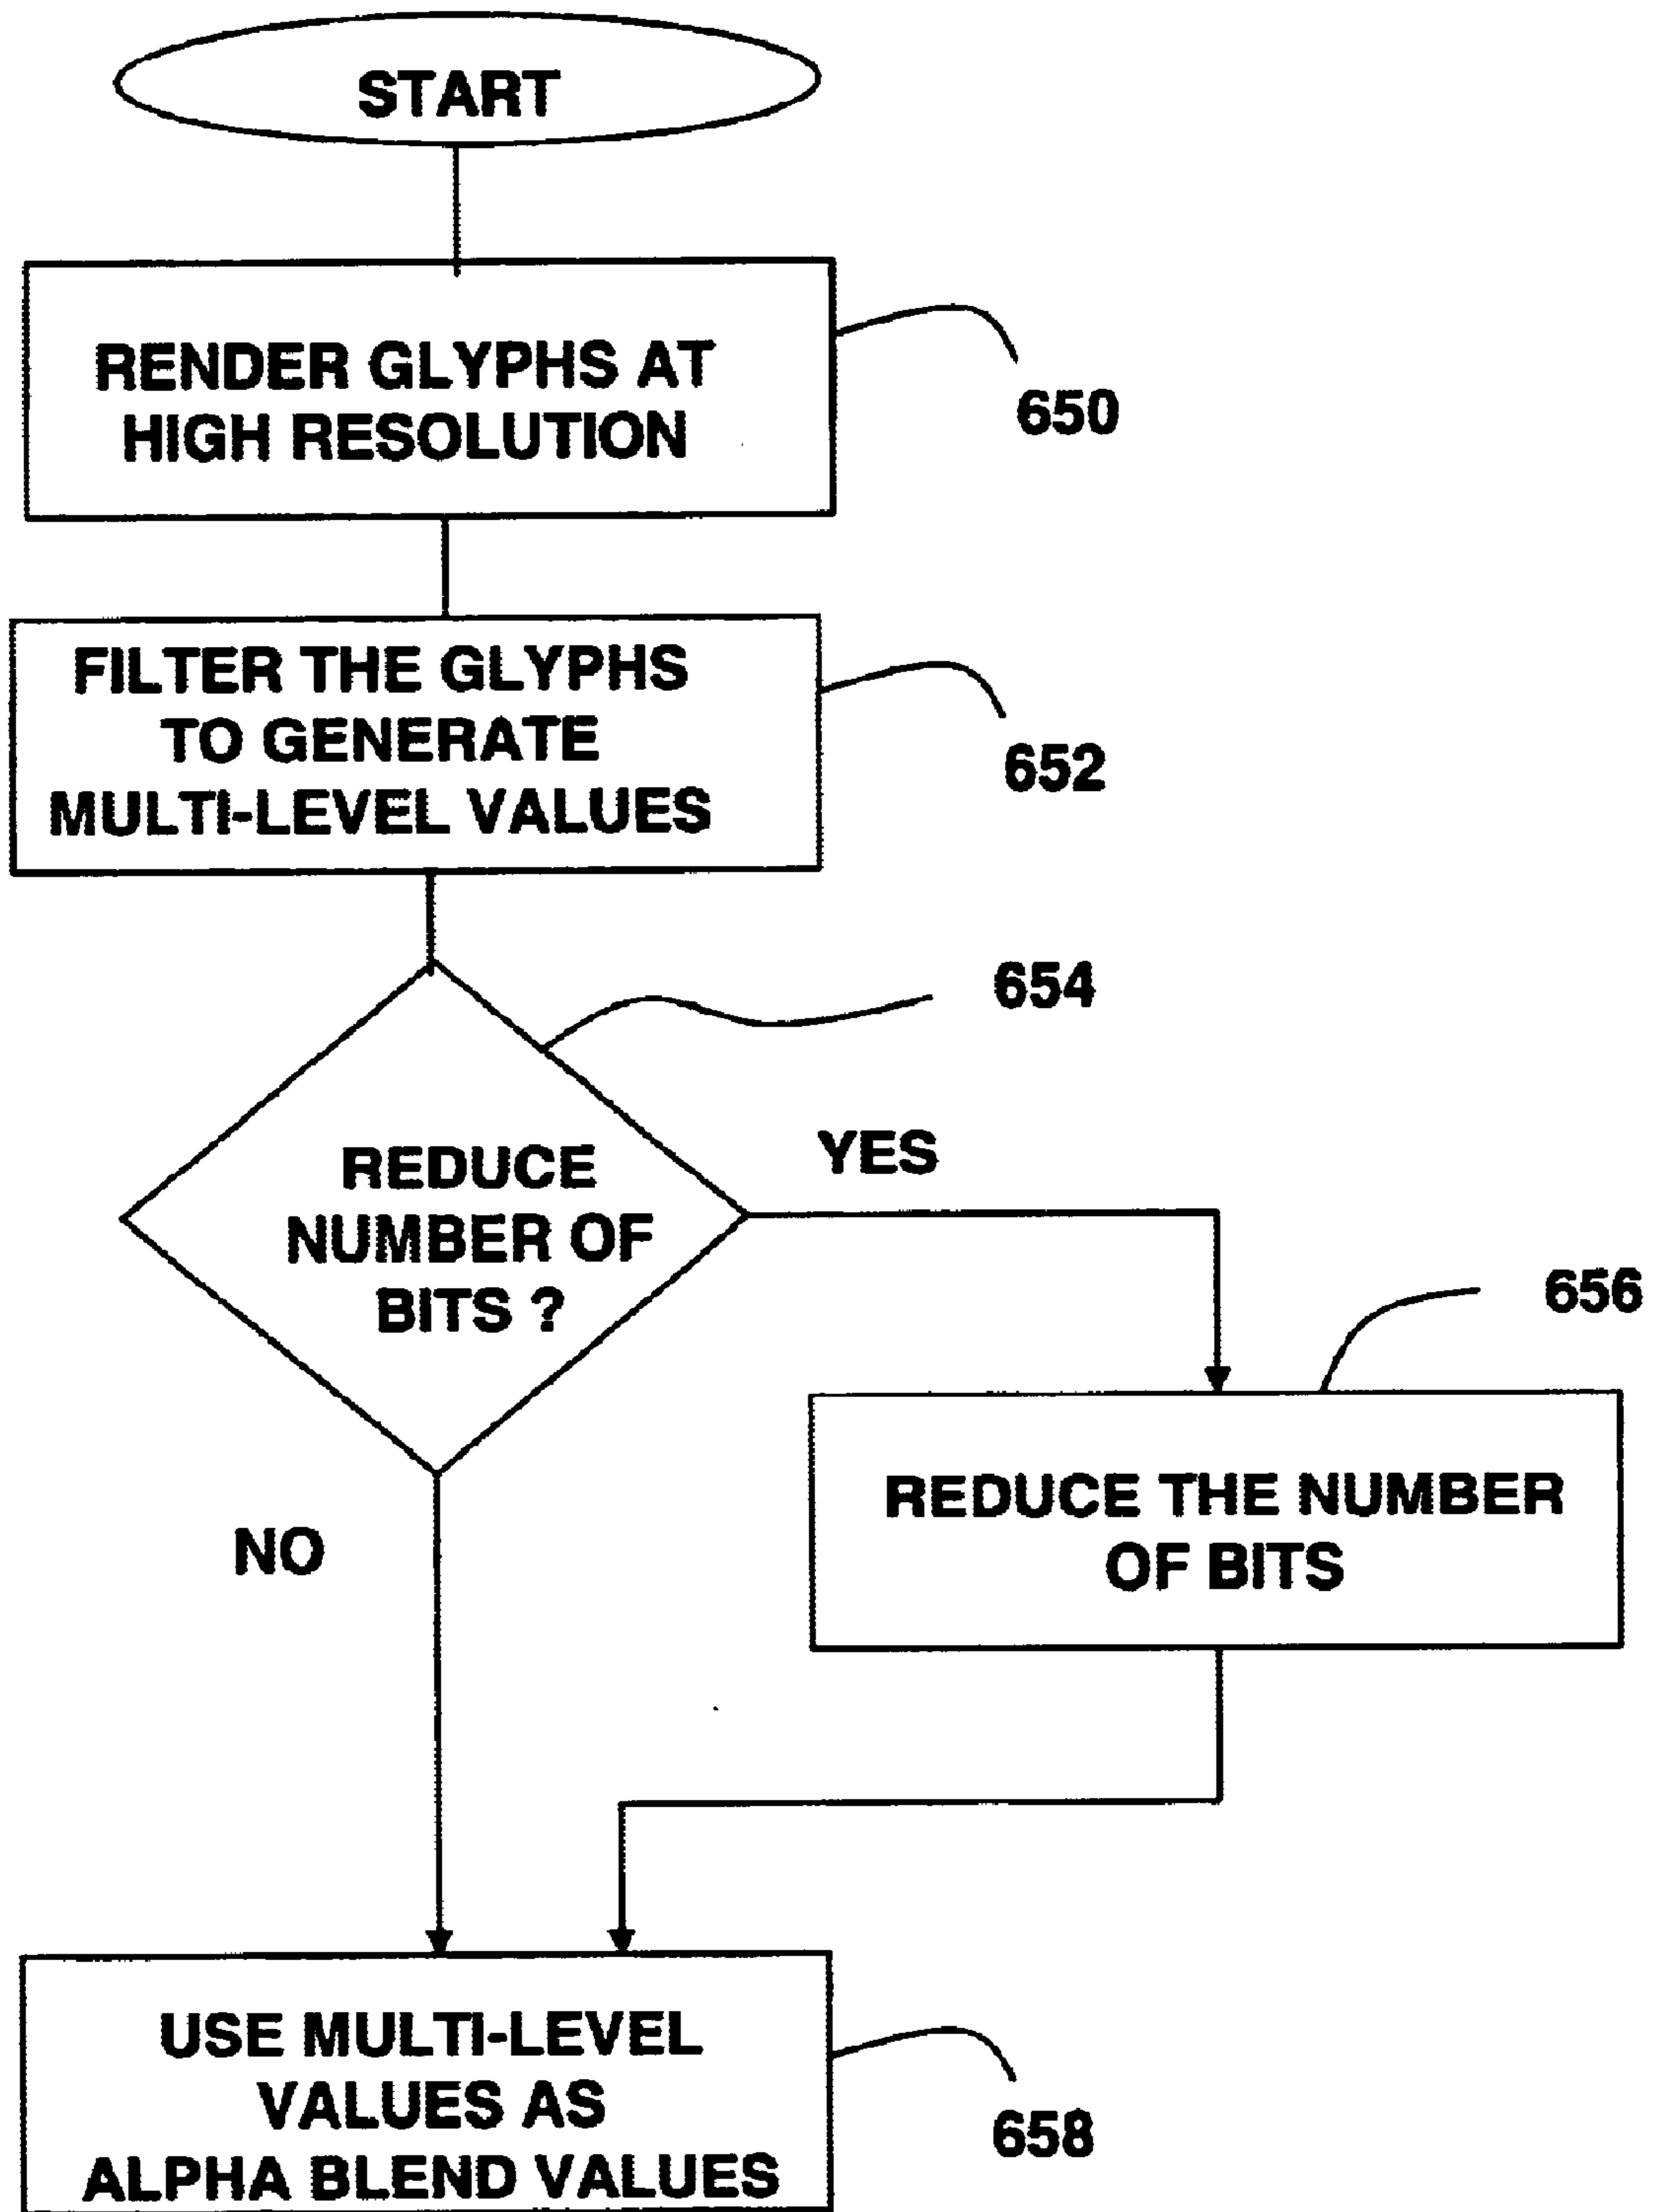 START
RENDER GLYPHS AT
HIGH RESOLUTION
650
FILTER THE GLYPHS
TO GENERATE
MULTI-LEVEL VALUES
652
654
REDUCE
NUMBER OF
BITS ?
YES
656
REDUCE THE NUMBER
OF BITS
NO
USE MULTI-LEVEL
VALUES AS
ALPHA BLEND VALUES
658